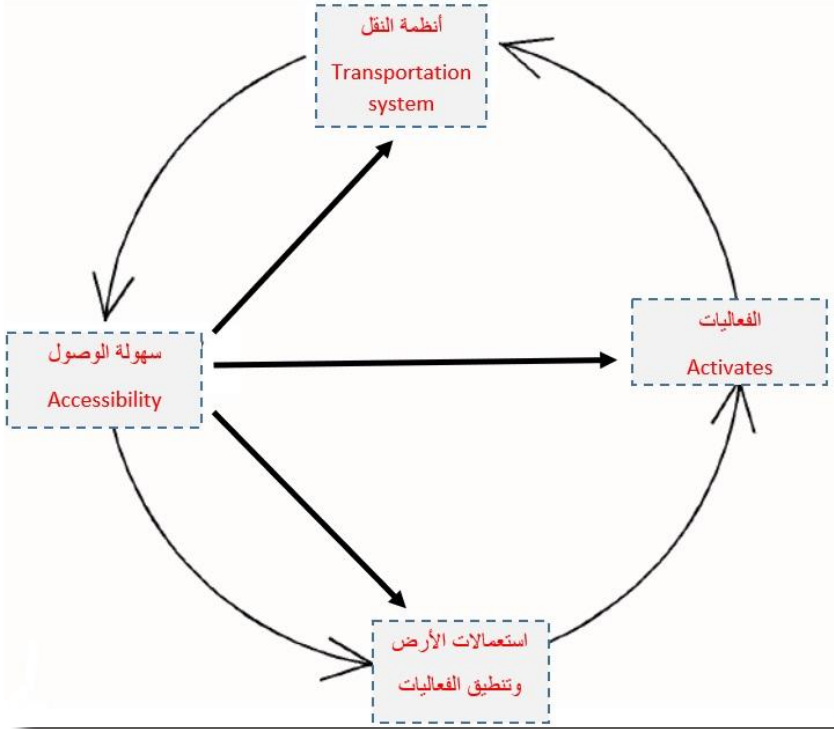 أنظمة النقل
Transportation
system
سهولة الوصول
Accessibility
الفعاليات
Activates
استعمالات الأرض
وتنطيق الفعاليات